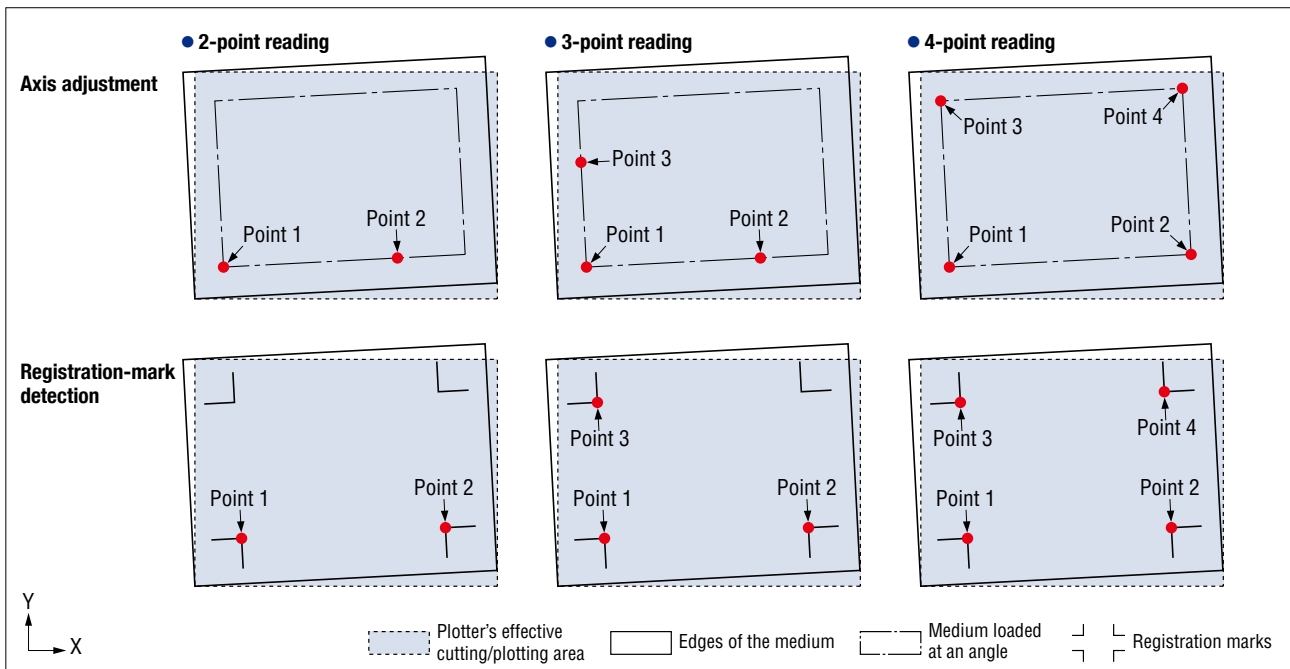 ● 2-point reading
● 3-point reading
● 4-point reading
Axis adjustment
Point 1
Point 2
Point 3
Point 1
Point 2
Point 3
Point 4
Point 1
Point 2
Registration-mark
detection
Point 1
Point 2
Point 3
Point 1
Point 2
Point 3
Point 4
Point 1
Point 2
Y
X
Plotter's effective
cutting/plotting area
Edges of the medium
Medium loaded
at an angle
Registration marks